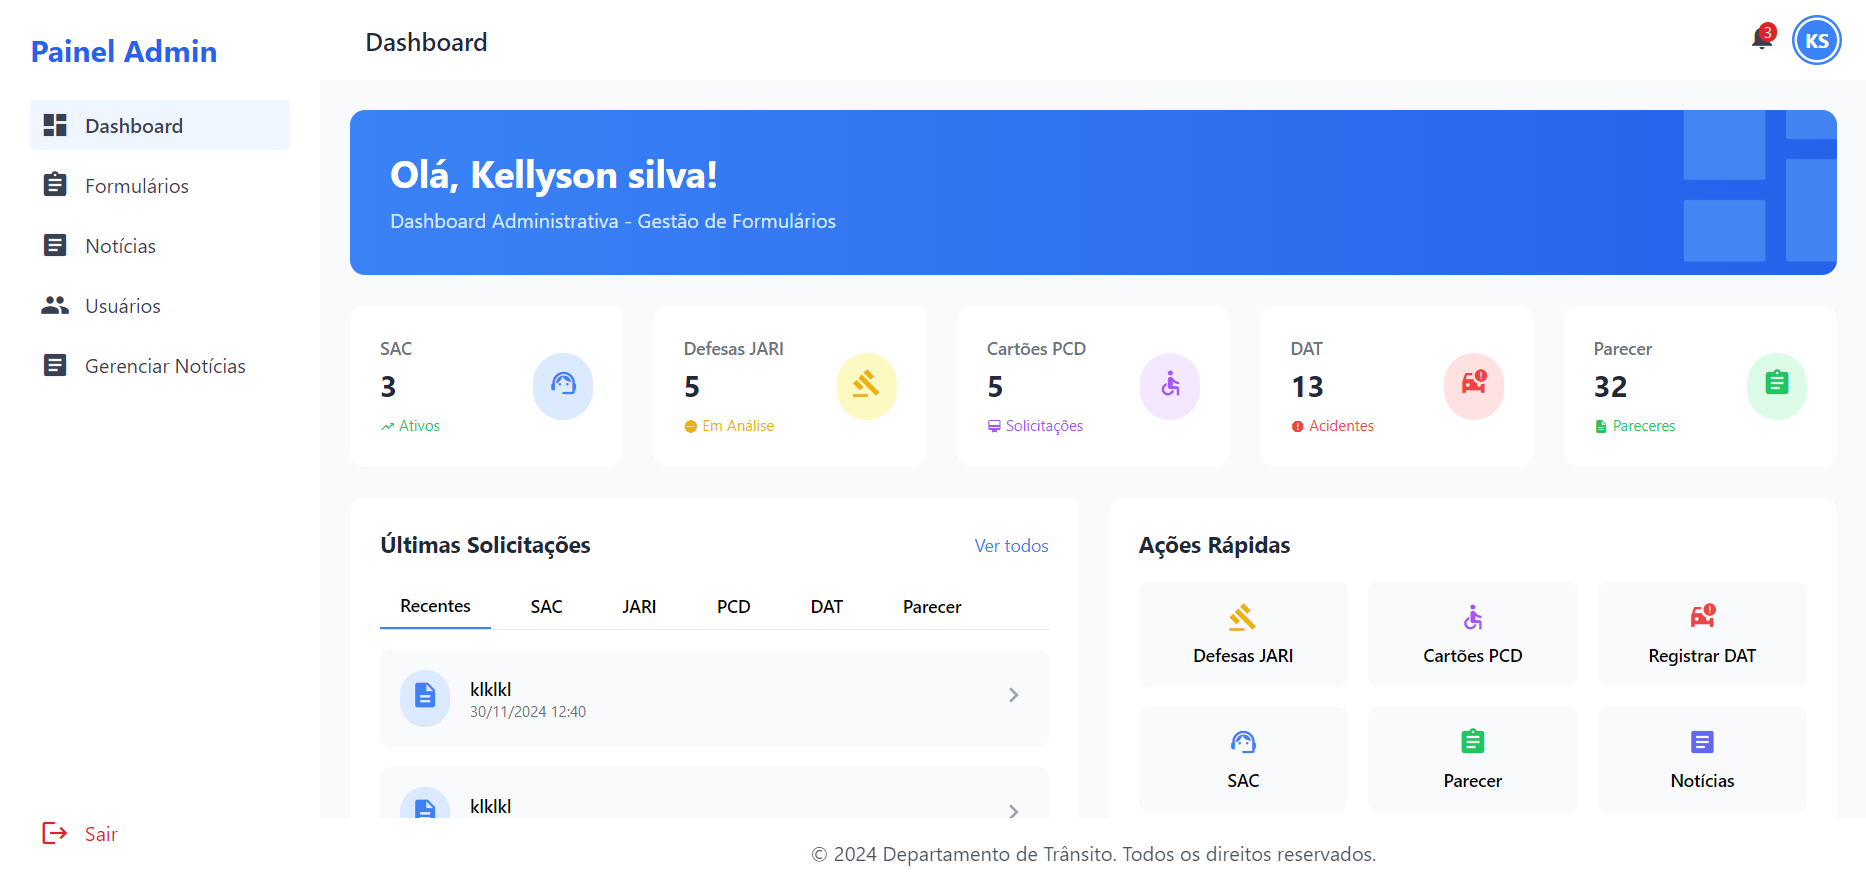 Painel Admin
Dashboard
Formulários
Notícias
Usuários
Gerenciar Notícias
Sair
Dashboard
3
KS
Olá, Kellyson silva!
Dashboard Administrativa - Gestão de Formulários
SAC
3
Ativos
Defesas JARI
5
Em Análise
Cartões PCD
5
Solicitações
DAT
13
Acidentes
Parecer
32
Pareceres
Últimas Solicitações
Ver todos
Recentes SAC JARI PCD DAT Parecer
klklkl
30/11/2024 12:40
klklkl
Ações Rápidas
Defesas JARI
Cartões PCD
Registrar DAT
SAC
Parecer
Notícias
© 2024 Departamento de Trânsito. Todos os direitos reservados.